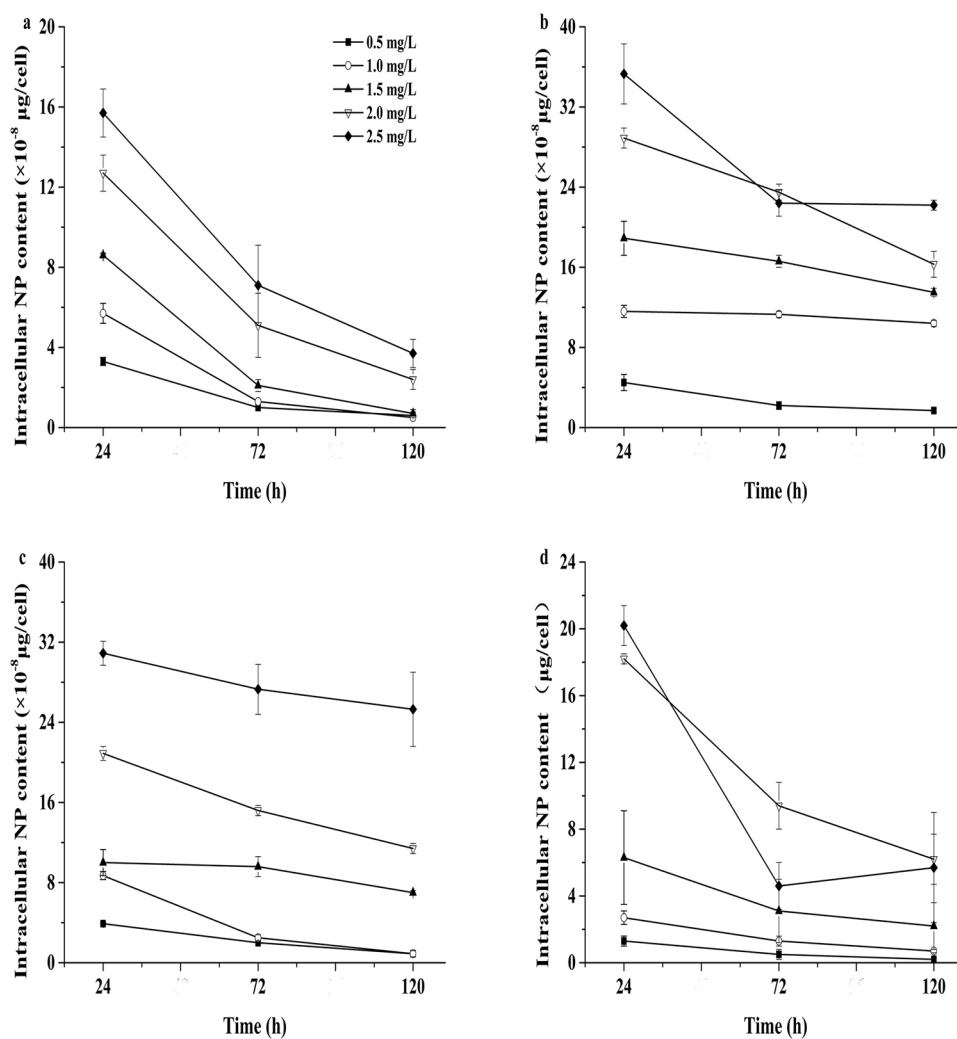 a
Intracellular NP content (×10⁻⁸ μg/cell)
20
16
12
8
4
0
24
72
120
Time (h)
0.5 mg/L
1.0 mg/L
1.5 mg/L
2.0 mg/L
2.5 mg/L
b
Intracellular NP content (×10⁻⁸μg/cell)
40
32
24
16
8
0
24
72
120
Time (h)
c
Intracellular NP content (×10⁻⁸μg/cell)
40
32
24
16
8
0
24
72
120
Time (h)
d
Intracellular NP content （μg/cell）
24
20
16
12
8
4
0
24
72
120
Time (h)